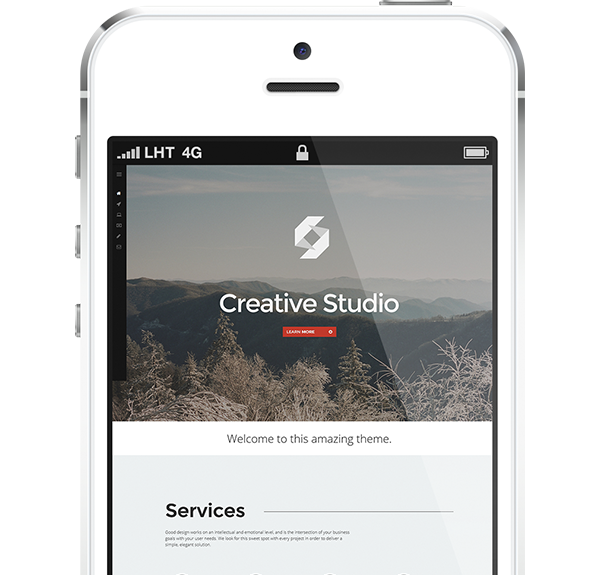 LHT 4G
Creative Studio
LEARN MORE
Welcome to this amazing theme.
Services
Good design works on an intellectual and emotional level, and is the intersection of your business
goals with your user needs. We look for this sweet spot with every project in order to deliver a
simple, elegant solution.